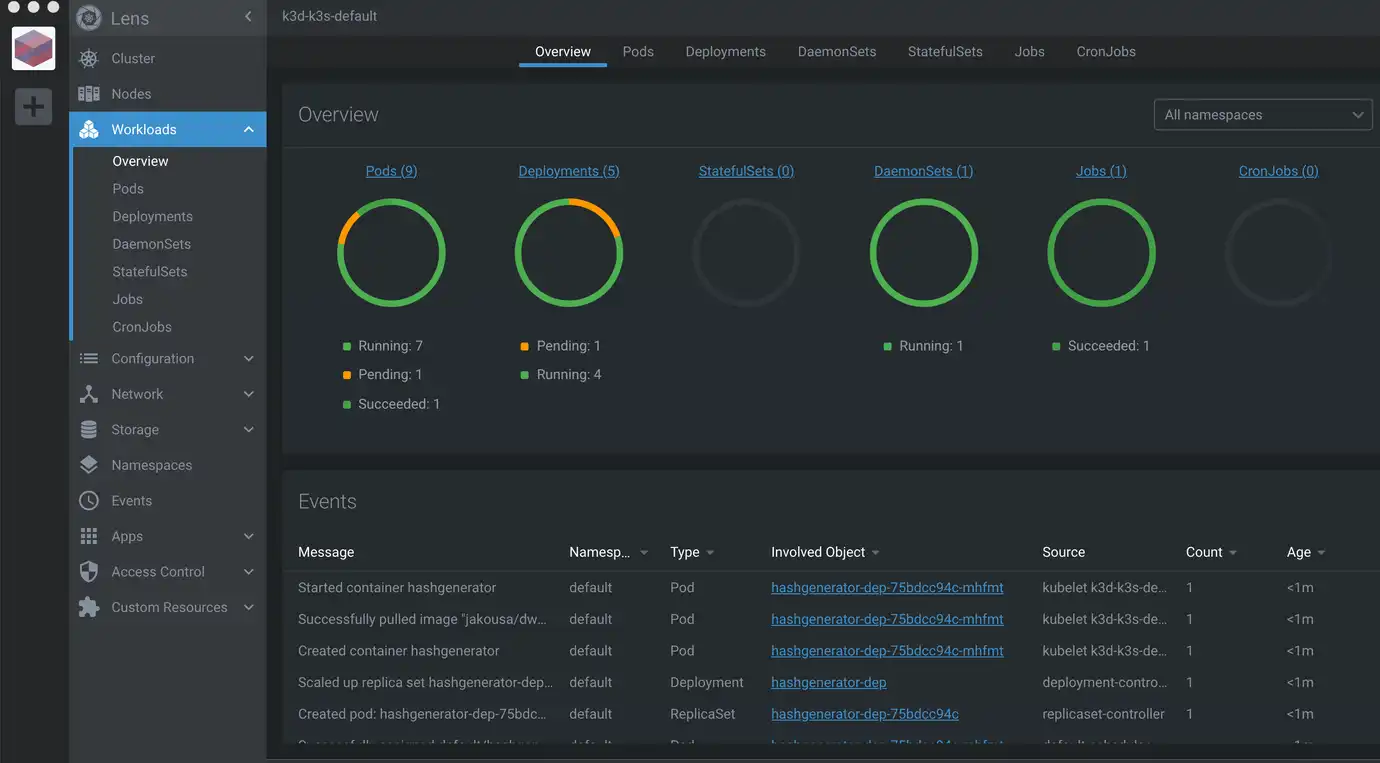 Lens
k3d-k3s-default
Cluster
Nodes
Workloads
Overview
Pods
Deployments
DaemonSets
StatefulSets
Jobs
CronJobs
Configuration
Network
Storage
Namespaces
Events
Apps
Access Control
Custom Resources
Overview Pods Deployments DaemonSets StatefulSets Jobs CronJobs
Overview
All namespaces
Pods (9) Deployments (5) StatefulSets (0) DaemonSets (1) Jobs (1) CronJobs (0)
Running: 7 Pending: 1 Running: 1 Succeeded: 1
Pending: 1 Running: 4
Succeeded: 1
Events
Message Namesp... Type Involved Object Source Count Age
Started container hashgenerator default Pod hashgenerator-dep-75bdcc94c-mhfmt kubelet k3d-k3s-de... 1 <1m
Successfully pulled image "jakousa/dw... default Pod hashgenerator-dep-75bdcc94c-mhfmt kubelet k3d-k3s-de... 1 <1m
Created container hashgenerator default Pod hashgenerator-dep-75bdcc94c-mhfmt kubelet k3d-k3s-de... 1 <1m
Scaled up replica set hashgenerator-dep... default Deployment hashgenerator-dep deployment-contro... 1 <1m
Created pod: hashgenerator-dep-75bdc... default ReplicaSet hashgenerator-dep-75bdcc94c replicaset-controller 1 <1m